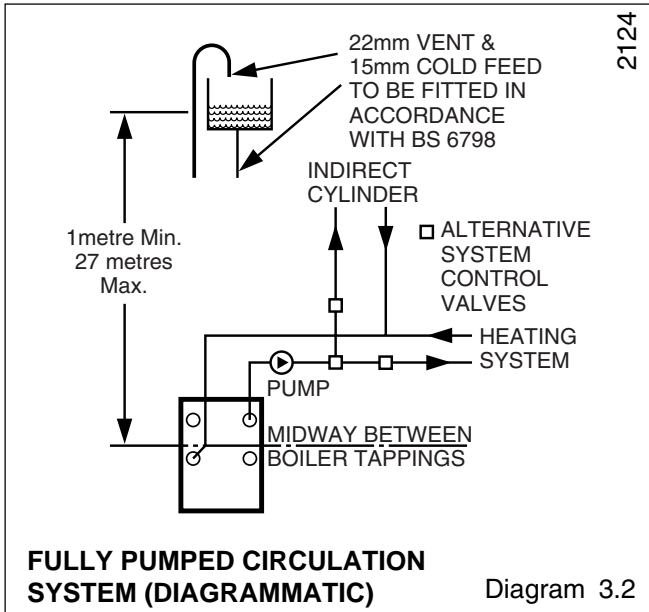 2124
22mm VENT &
15mm COLD FEED
TO BE FITTED IN
ACCORDANCE
WITH BS 6798
INDIRECT
CYLINDER
1metre Min.
27 metres
Max.
ALTERNATIVE
SYSTEM
CONTROL
VALVES
HEATING
SYSTEM
PUMP
MIDWAY BETWEEN
BOILER TAPPINGS
FULLY PUMPED CIRCULATION
SYSTEM (DIAGRAMMATIC)
Diagram 3.2